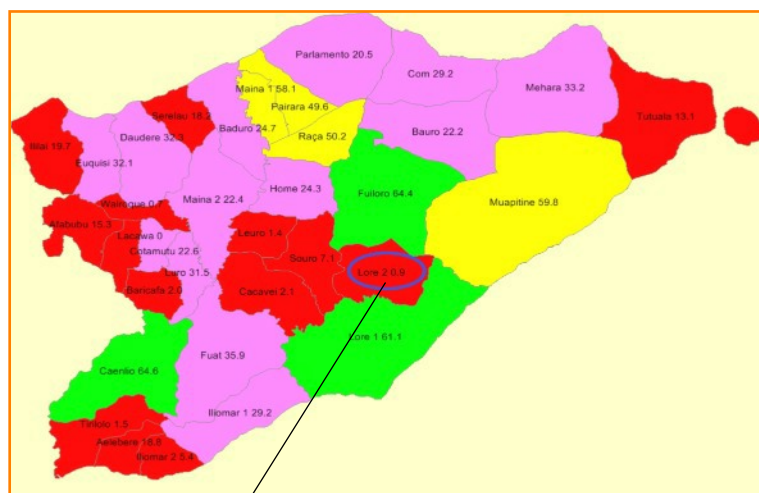 Parlamento 20.5
Com 29.2
Mehara 33.2
Maina 1 58.1
Pairara 49.6
Serelau 18.2
Tutuala 13.1
Baduro 24.7
Raça 50.2
Bauro 22.2
Daudere 32.3
Ililai 19.7
Euquisi 32.1
Home 24.3
Fuiloro 64.4
Maina 2 22.4
Muapitine 59.8
Wairoque 0.7
Afabubu 15.3
Lacawa 0
Leuro 1.4
Cotamutu 22.6
Souro 7.1
Luro 31.5
Lore 2 0.9
Baricafa 2.0
Cacavei 2.1
Lore 1 61.1
Fuat 35.9
Caenlio 64.6
Iliomar 1 29.2
Tirilolo 1.5
Aelebere 18.8
Iliomar 2 5.4